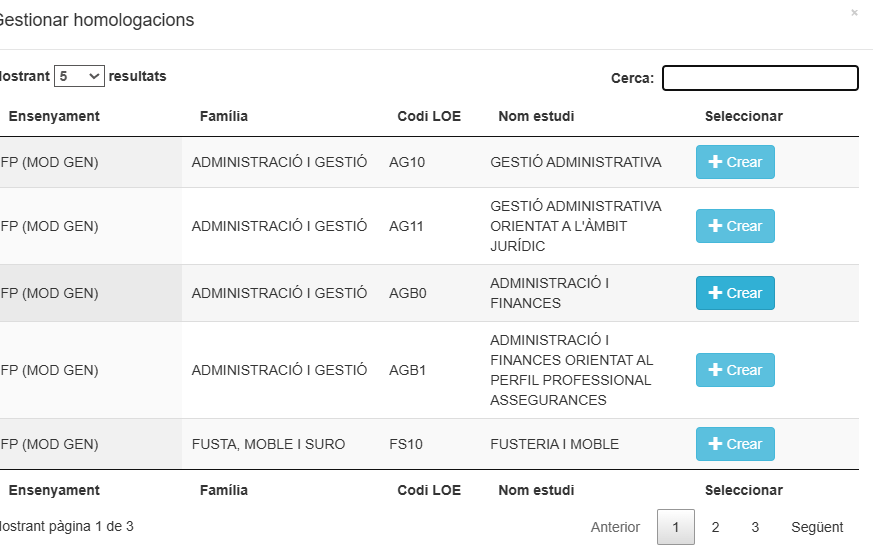 Gestionar homologacions
×
Mostrant 5 resultats Cerca:
Ensenyament Família Codi LOE Nom estudi Seleccionar
FP (MOD GEN) ADMINISTRACIÓ I GESTIÓ AG10 GESTIÓ ADMINISTRATIVA Crear
FP (MOD GEN) ADMINISTRACIÓ I GESTIÓ AG11 GESTIÓ ADMINISTRATIVA
ORIENTAT A L'ÀMBIT
JURÍDIC Crear
FP (MOD GEN) ADMINISTRACIÓ I GESTIÓ AGB0 ADMINISTRACIÓ I
FINANCES Crear
FP (MOD GEN) ADMINISTRACIÓ I GESTIÓ AGB1 ADMINISTRACIÓ I
FINANCES ORIENTAT AL
PERFIL PROFESSIONAL
ASSEGURANCES Crear
FP (MOD GEN) FUSTA, MOBLE I SURO FS10 FUSTERIA I MOBLE Crear
Ensenyament Família Codi LOE Nom estudi Seleccionar
Mostrant pàgina 1 de 3 Anterior 1 2 3 Següent